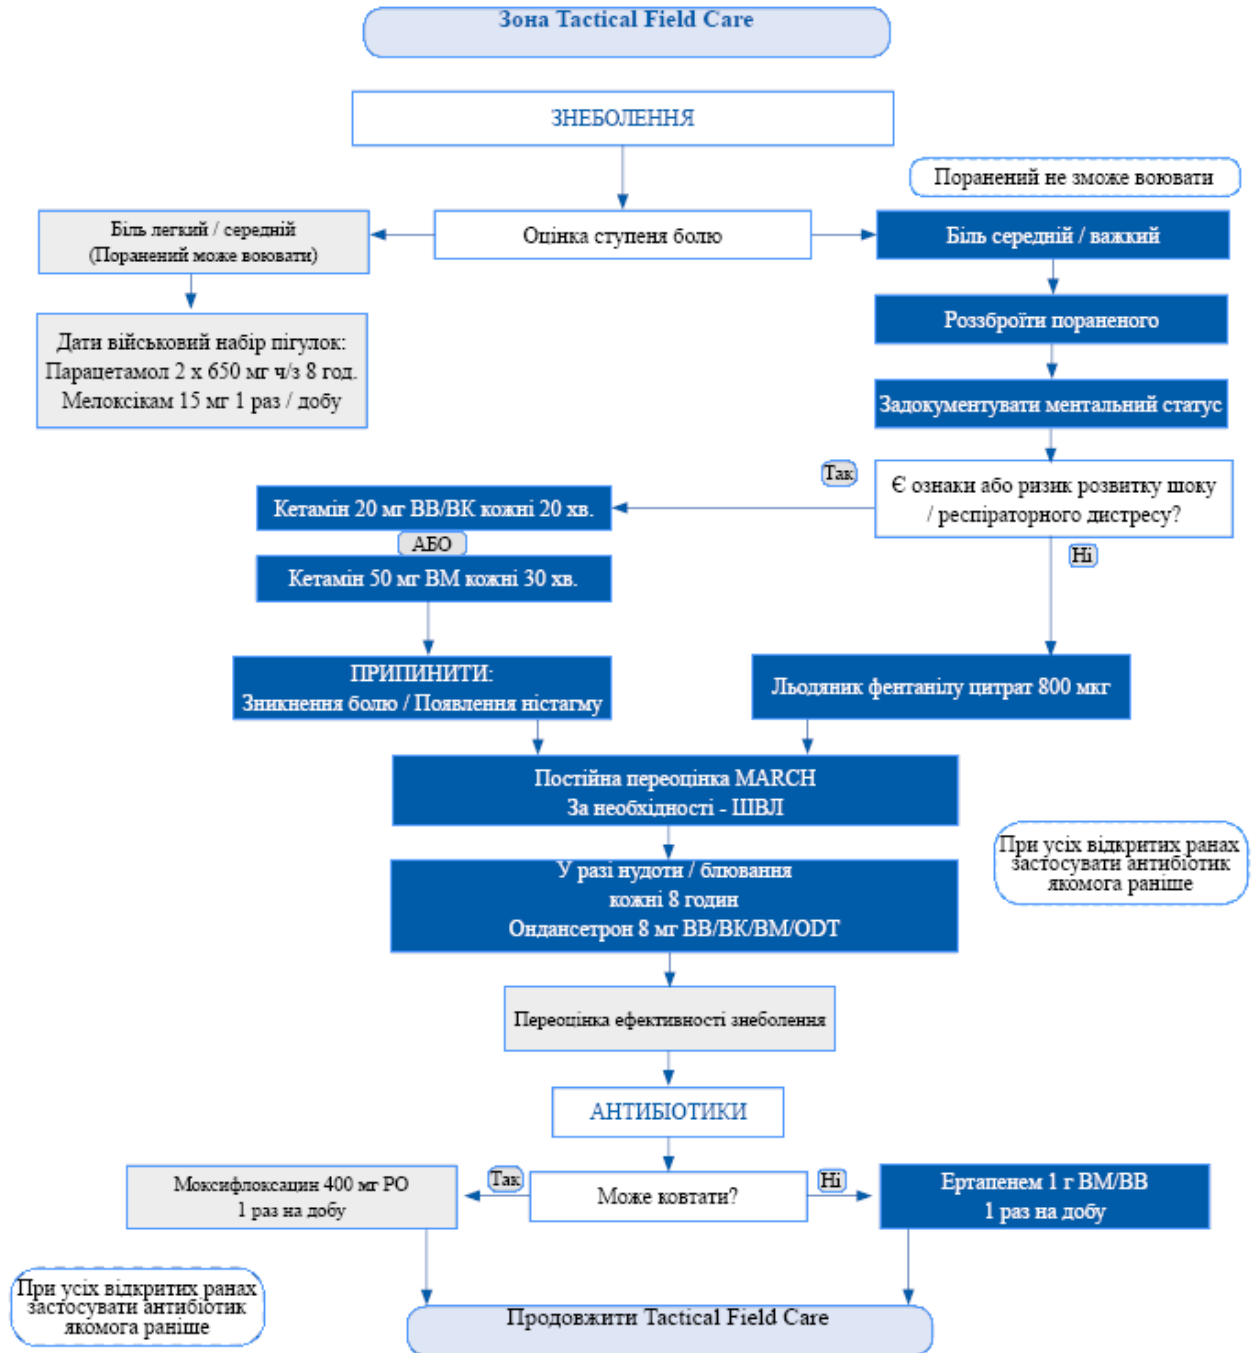 Зона Tactical Field Care
ЗНЕБОЛЕННЯ
Поранений не зможе воювати
Біль легкий / середній
(Поранений може воювати)
Оцінка ступеня болю
Біль середній / важкий
Роззброїти пораненого
Дати військовий набір пігулок:
Парацетамол 2 х 650 мг ч/з 8 год.
Мелоксікам 15 мг 1 раз / добу
Задокументувати ментальний статус
Так
Є ознаки або ризик розвитку шоку
/ респіраторного дистресу?
Кетамін 20 мг ВВ/ВК кожні 20 хв.
АБО
Ні
Кетамін 50 мг ВМ кожні 30 хв.
ПРИПИНИТИ:
Зникнення болю / Появлення ністагму
Льодяник фентанілу цитрат 800 мкг
Постійна переоцінка MARCH
За необхідності - ШВЛ
При усіх відкритих ранах
застосувати антибіотик
якомога раніше
У разі нудоти / блювання
кожні 8 годин
Ондансетрон 8 мг ВВ/ВК/ВМ/ODT
Переоцінка ефективності знеболення
АНТИБІОТИКИ
Моксифлоксацин 400 мг PO
1 раз на добу
Так
Може ковтати?
Ні
Ертапенем 1 г ВМ/ВВ
1 раз на добу
При усіх відкритих ранах
застосувати антибіотик
якомога раніше
Продовжити Tactical Field Care